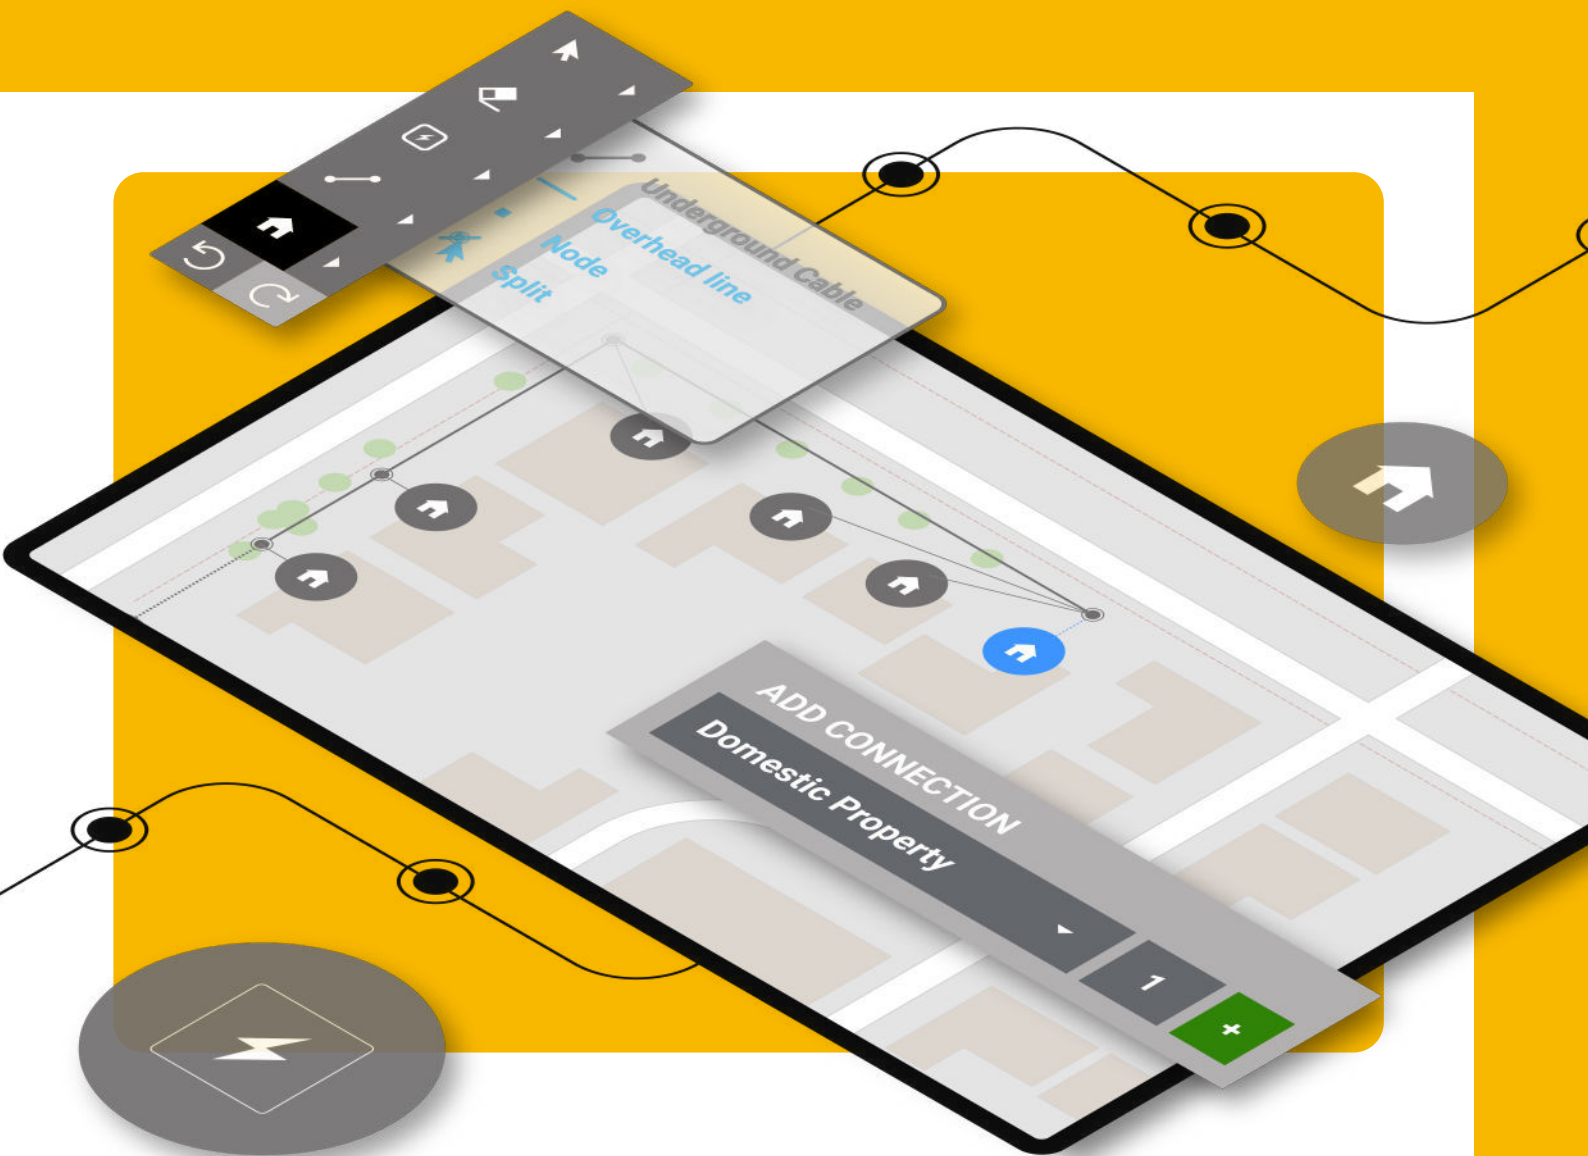 Underground Cable
Overhead line
Node
Split
ADD CONNECTION
Domestic Property
1
+